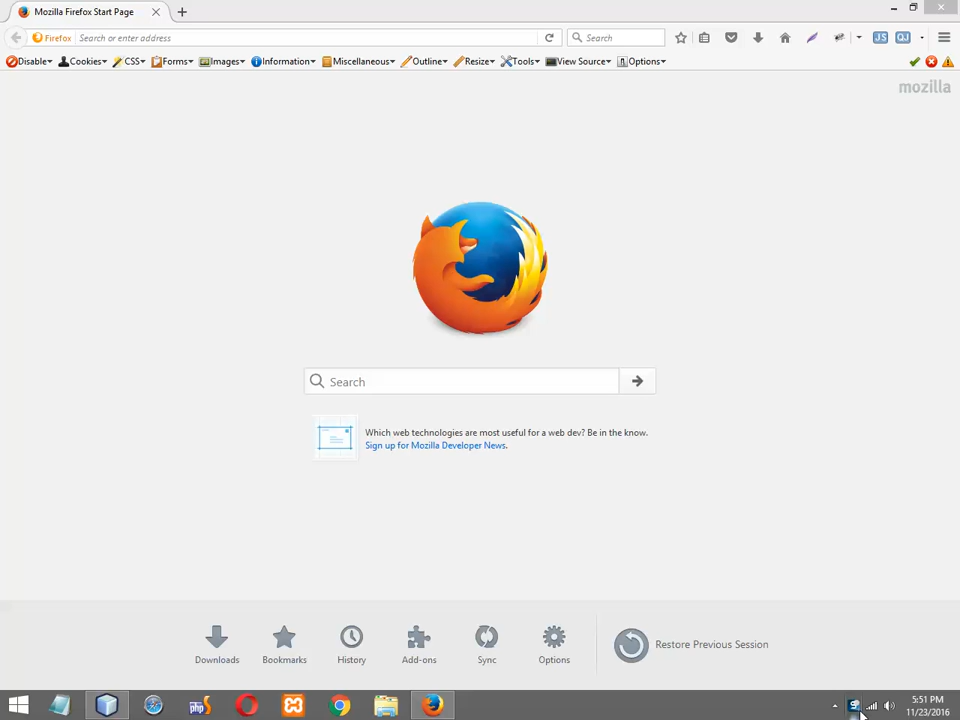 Mozilla Firefox Start Page
Firefox Search or enter address Search JS QJ
Disable Cookies CSS Forms Images Information Miscellaneous Outline Resize Tools View Source Options
mozilla
Search
Which web technologies are most useful for a web dev? Be in the know.
Sign up for Mozilla Developer News.
Downloads Bookmarks History Add-ons Sync Options Restore Previous Session
php
5:51 PM
11/23/2016